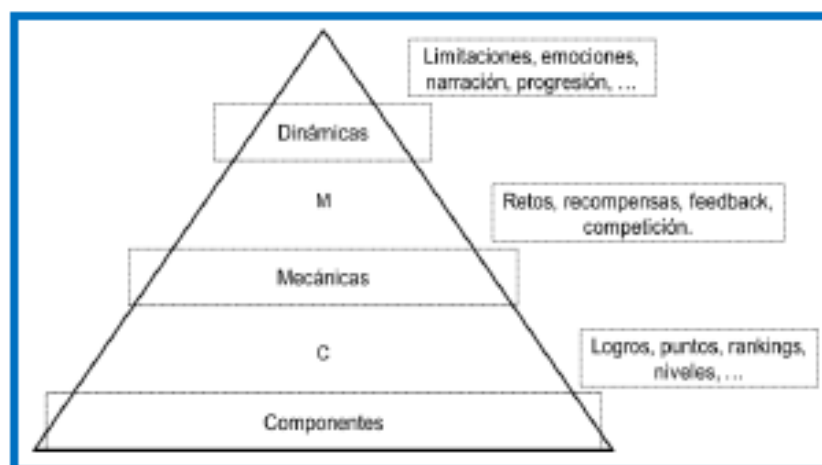 Limitaciones, emociones,
narración, progresión, ...
Dinámicas
M
Retos, recompensas, feedback,
competición.
Mecánicas
C
Logros, puntos, rankings,
niveles, ...
Componentes